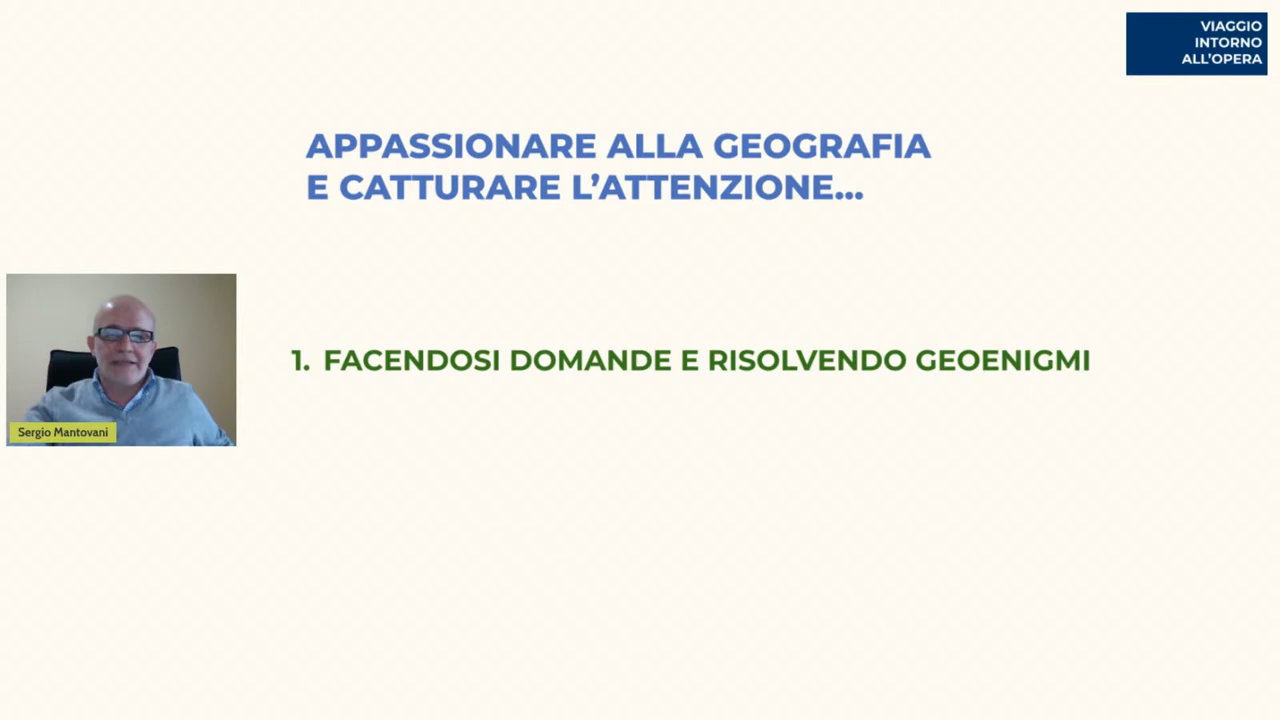 VIAGGIO
INTORNO
ALL'OPERA
APPASSIONARE ALLA GEOGRAFIA
E CATTURARE L'ATTENZIONE...
1. FACENDOSI DOMANDE E RISOLVENDO GEOENIGMI
Sergio Mantovani